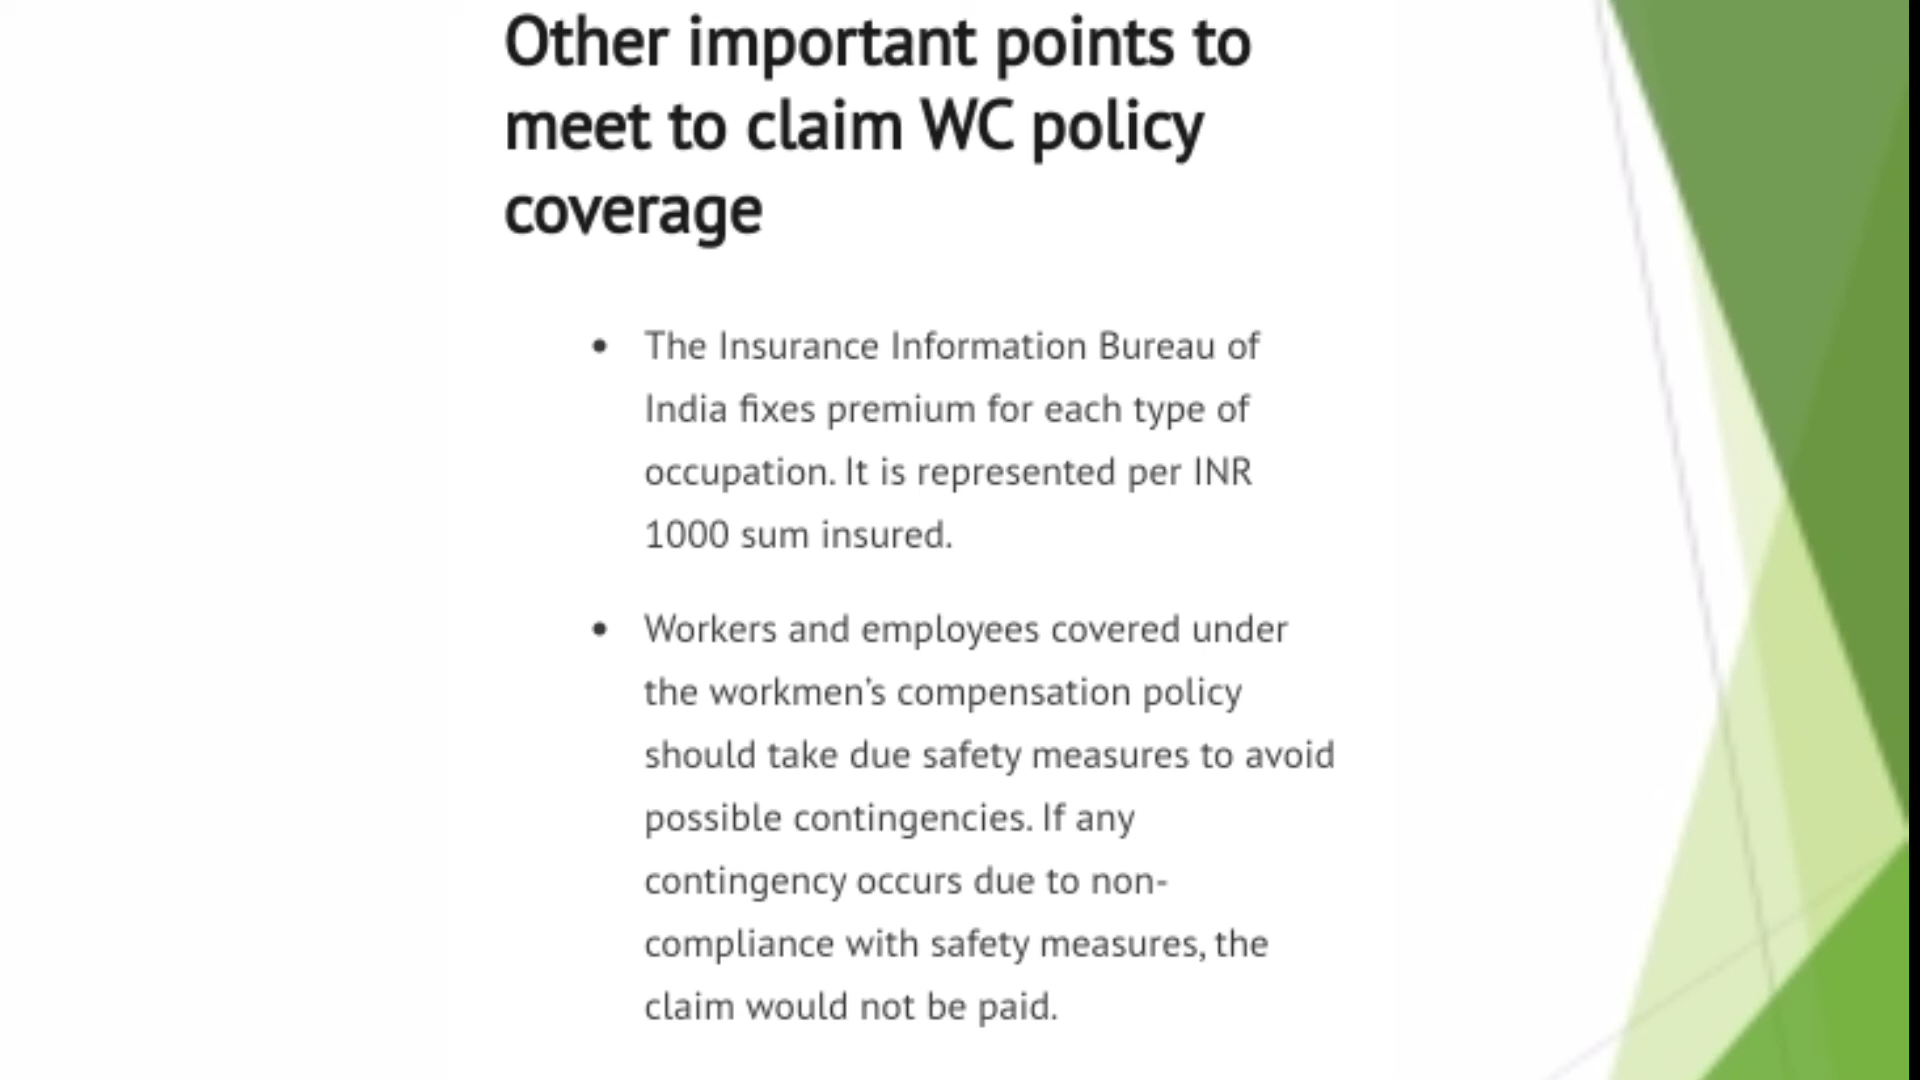 Other important points to
meet to claim WC policy
coverage
• The Insurance Information Bureau of
India fixes premium for each type of
occupation. It is represented per INR
1000 sum insured.
• Workers and employees covered under
the workmen’s compensation policy
should take due safety measures to avoid
possible contingencies. If any
contingency occurs due to non-
compliance with safety measures, the
claim would not be paid.